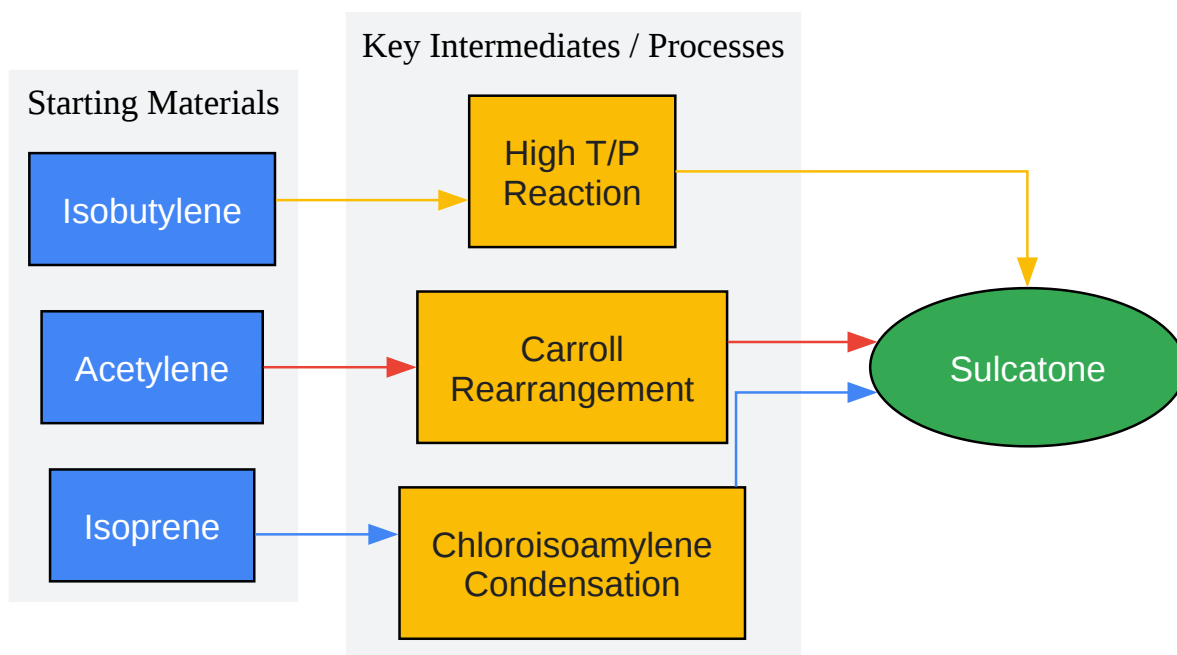 Key Intermediates / Processes
Starting Materials
High T/P
Reaction
Isobutylene
Carroll
Rearrangement
Acetylene
Sulcatone
Isoprene
Chloroisoamylene
Condensation